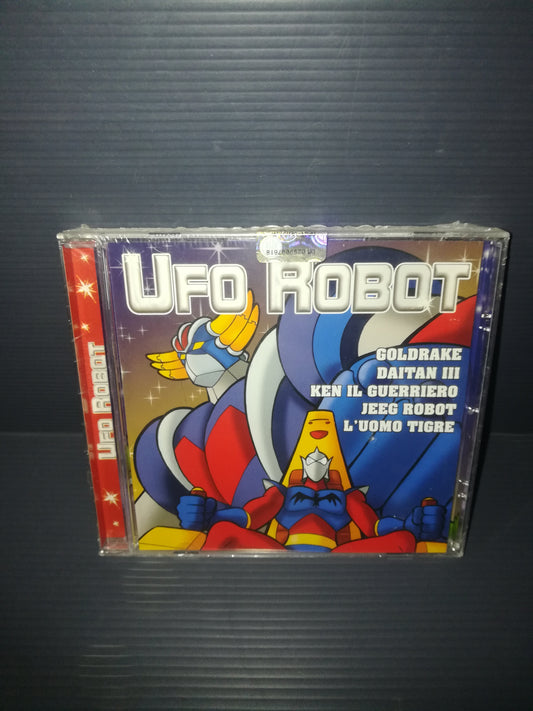 UFO ROBOT
GOLDRAKE
DAITAN III
KEN IL GUERRIERO
JEEG ROBOT
L'UOMO TIGRE
UFO ROBOT